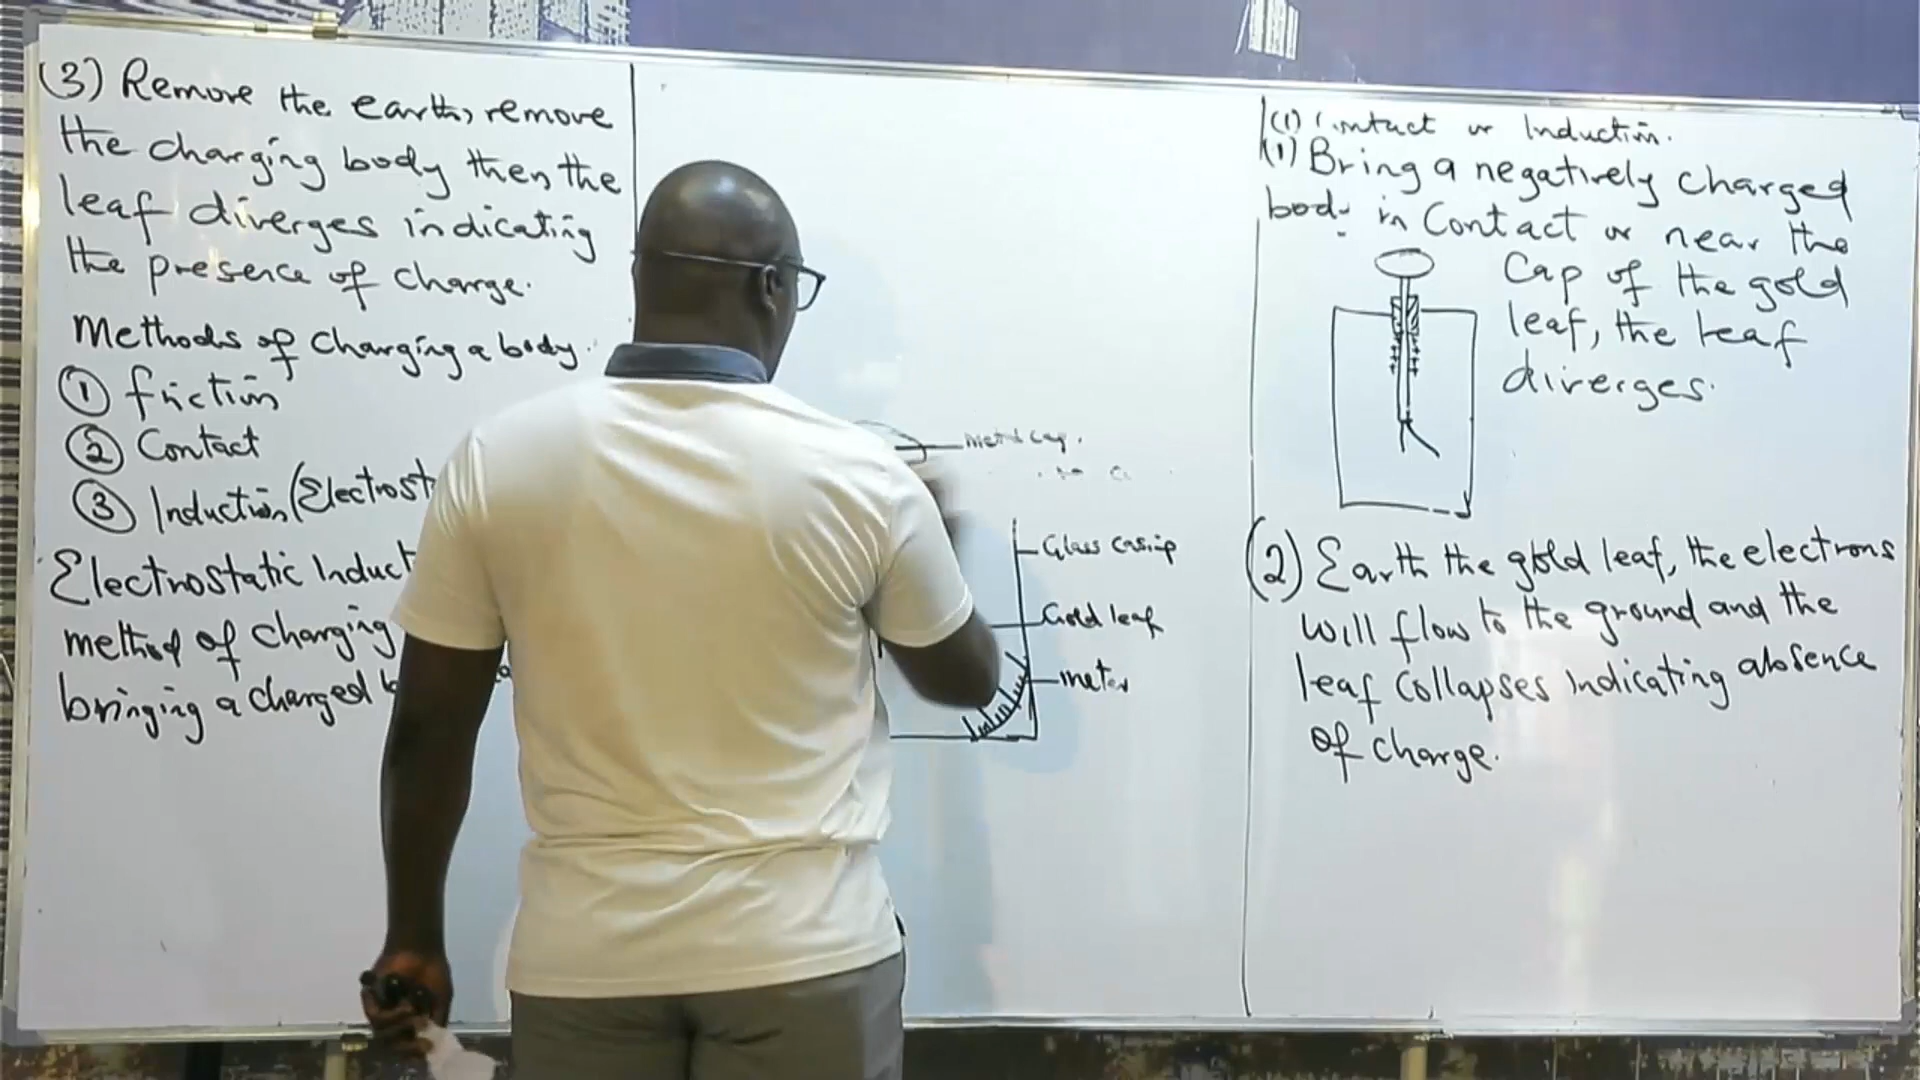 (3) Remove the earth, remove
the charging body then, the
leaf diverges indicating
the presence of charge.
Methods of charging a body.
① friction
② Contact
③ Induction (Electrost
Electrostatic Induct
method of charging
bringing a charged b
metal cap.
Glass casing
Gold leaf
meter
(1) Contact or Induction.
(1) Bring a negatively charged
body in Contact or near the
Cap of the gold
leaf, the leaf
diverges.
(2) Earth the gold leaf, the electrons
will flow to the ground and the
leaf collapses indicating absence
of charge.